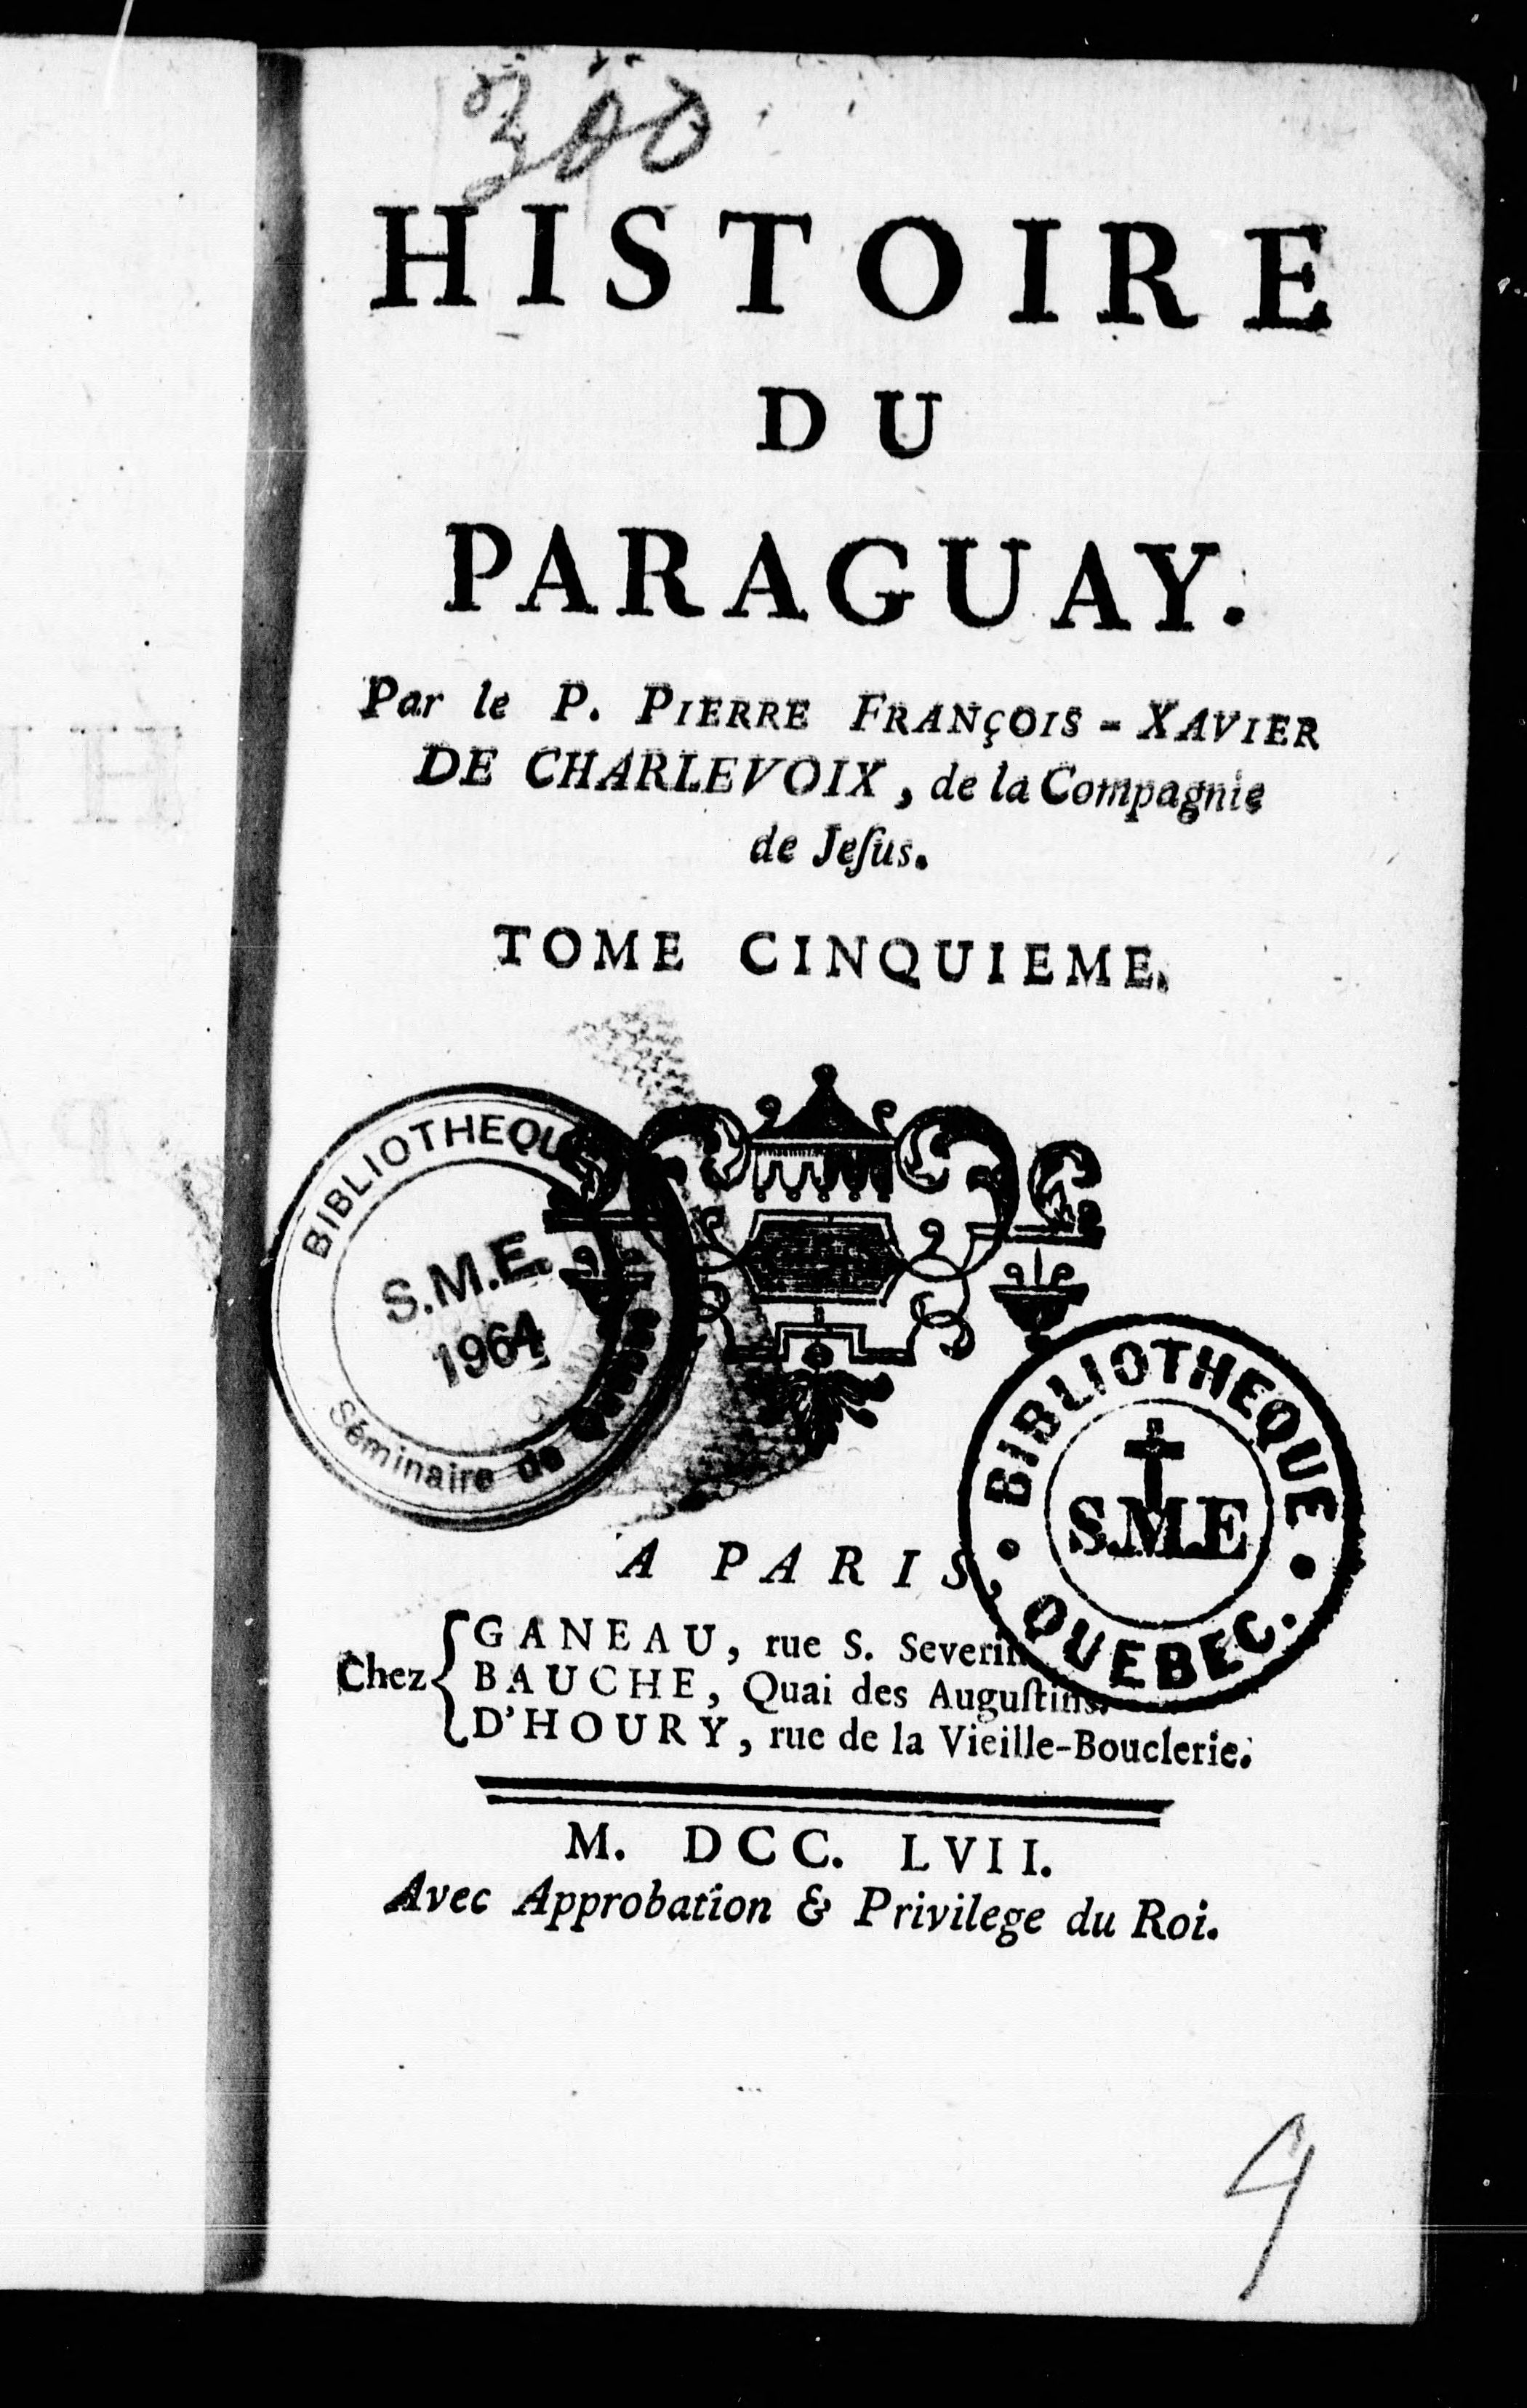 300
HISTOIRE
DU
PARAGUAY.
Par le P. PIERRE FRANÇOIS-XAVIER
DE CHARLEVOIX, de la Compagnie
de Jeſus.
TOME CINQUIEME.
BIBLIOTHEQUE
S.M.E.
1964
Séminaire de Québec
BIBLIOTHEQUE
S.M.E
QUEBEC.
A PARIS,
Chez
GANEAU, rue S. Severin.
BAUCHE, Quai des Auguſtins.
D'HOURY, rue de la Vieille-Bouclerie.
M. DCC. LVII.
Avec Approbation & Privilege du Roi.